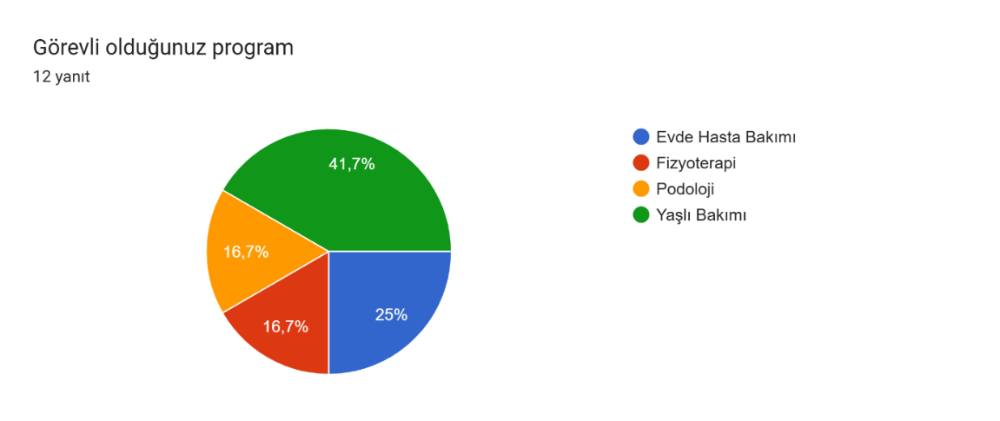 Görevli olduğunuz program
12 yanıt
41,7%
16,7%
16,7%
25%
Evde Hasta Bakımı
Fizyoterapi
Podoloji
Yaşlı Bakımı